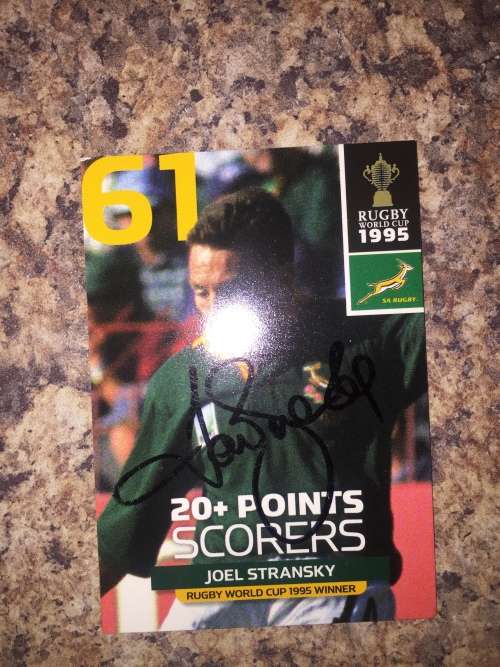 61
RUGBY
WORLD CUP
1995
SA RUGBY
20+ POINTS
SCORERS
JOEL STRANSKY
RUGBY WORLD CUP 1995 WINNER